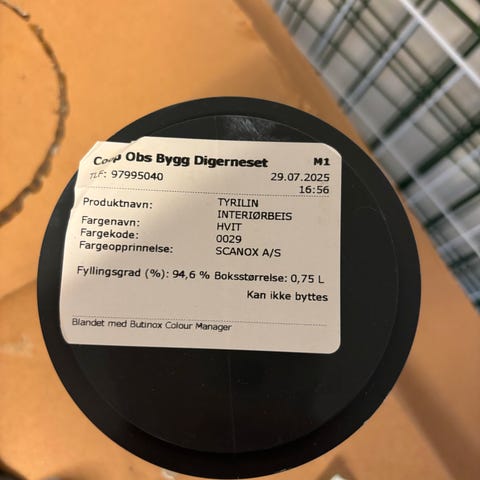 Coop Obs Bygg Digerneset M1
TLF: 97995040 29.07.2025
16:56
Produktnavn: TYRILIN
INTERIØRBEIS
Fargenavn: HVIT
Fargekode: 0029
Fargeopprinnelse: SCANOX A/S
Fyllingsgrad (%): 94,6 % Boksstørrelse: 0,75 L
Kan ikke byttes
Blandet med Butinox Colour Manager